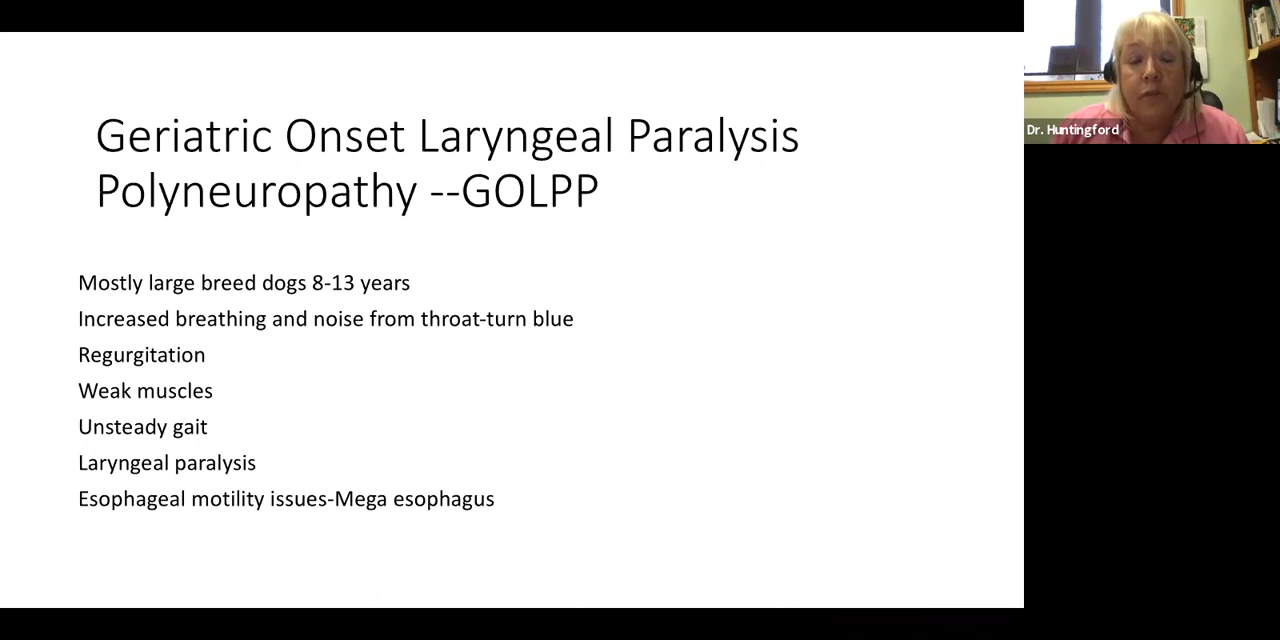 Geriatric Onset Laryngeal Paralysis
Polyneuropathy --GOLPP
Mostly large breed dogs 8-13 years
Increased breathing and noise from throat-turn blue
Regurgitation
Weak muscles
Unsteady gait
Laryngeal paralysis
Esophageal motility issues-Mega esophagus
Dr. Huntingford